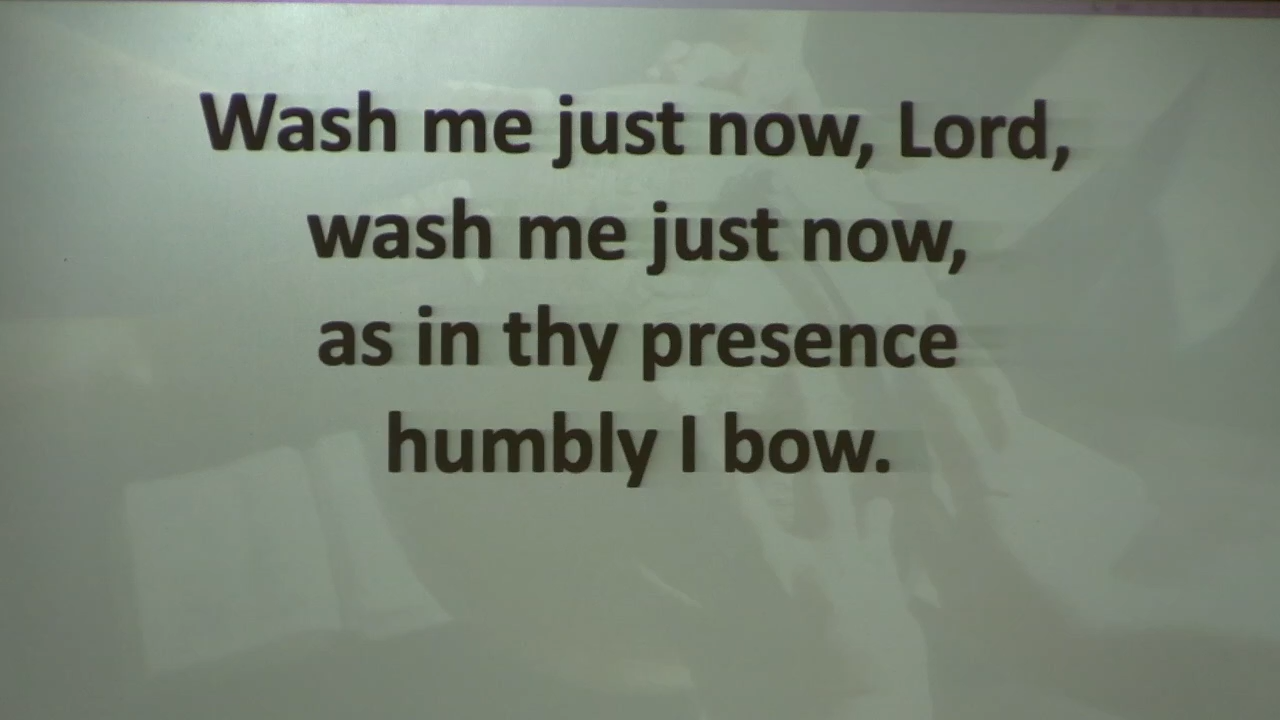 Wash me just now, Lord,
wash me just now,
as in thy presence
humbly I bow.